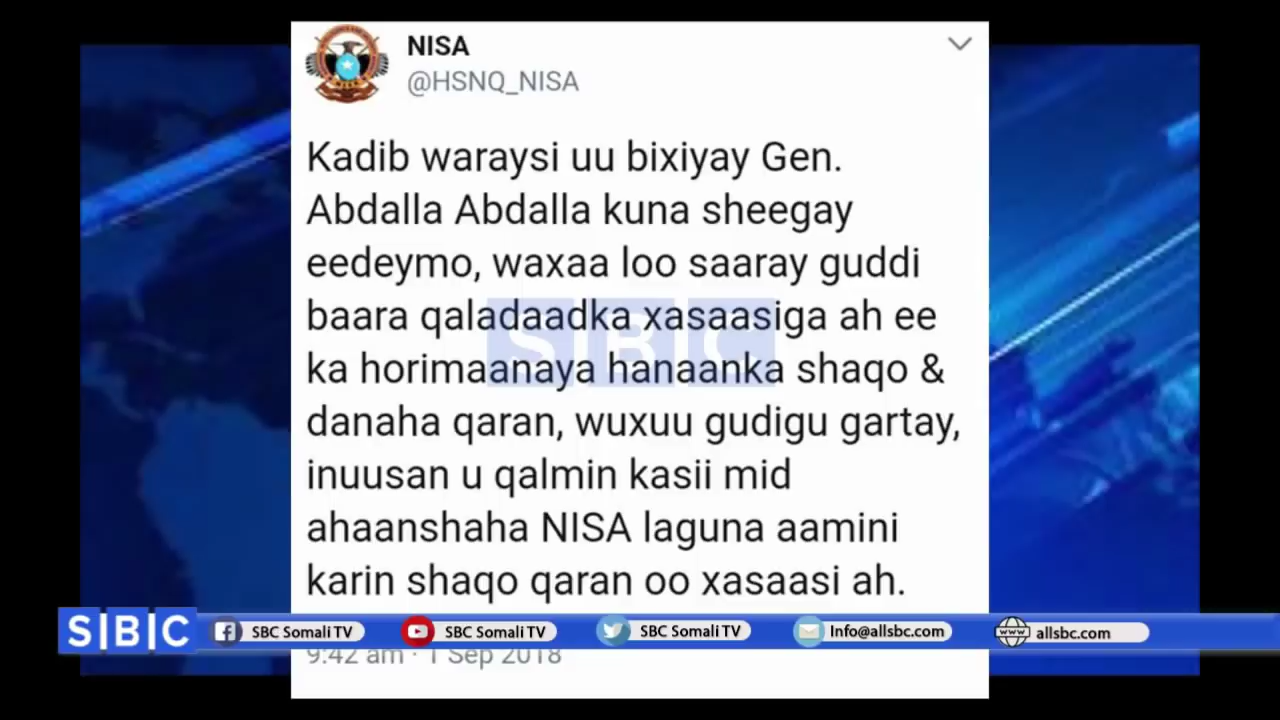 NISA
@HSNQ_NISA
Kadib waraysi uu bixiyay Gen.
Abdalla Abdalla kuna sheegay
eedeymo, waxaa loo saaray guddi
baara qaladaadka xasaasiga ah ee
ka horimaanaya hanaanka shaqo &
danaha qaran, wuxuu gudigu gartay,
inuusan u qalmin kasii mid
ahaanshaha NISA laguna aamini
karin shaqo qaran oo xasaasi ah.
SBC
SBC SBC Somali TV SBC Somali TV SBC Somali TV Info@allsbc.com www allsbc.com
9:42 am · 1 Sep 2018